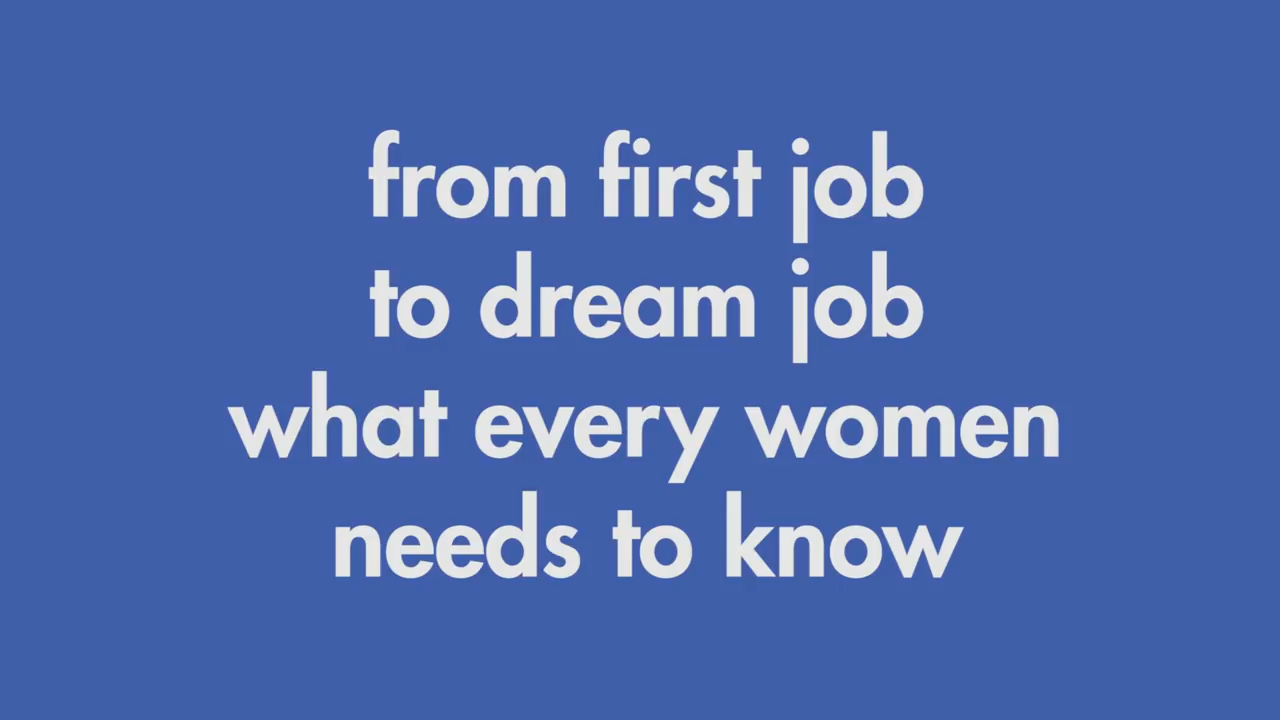 from first job
to dream job
what every women
needs to know